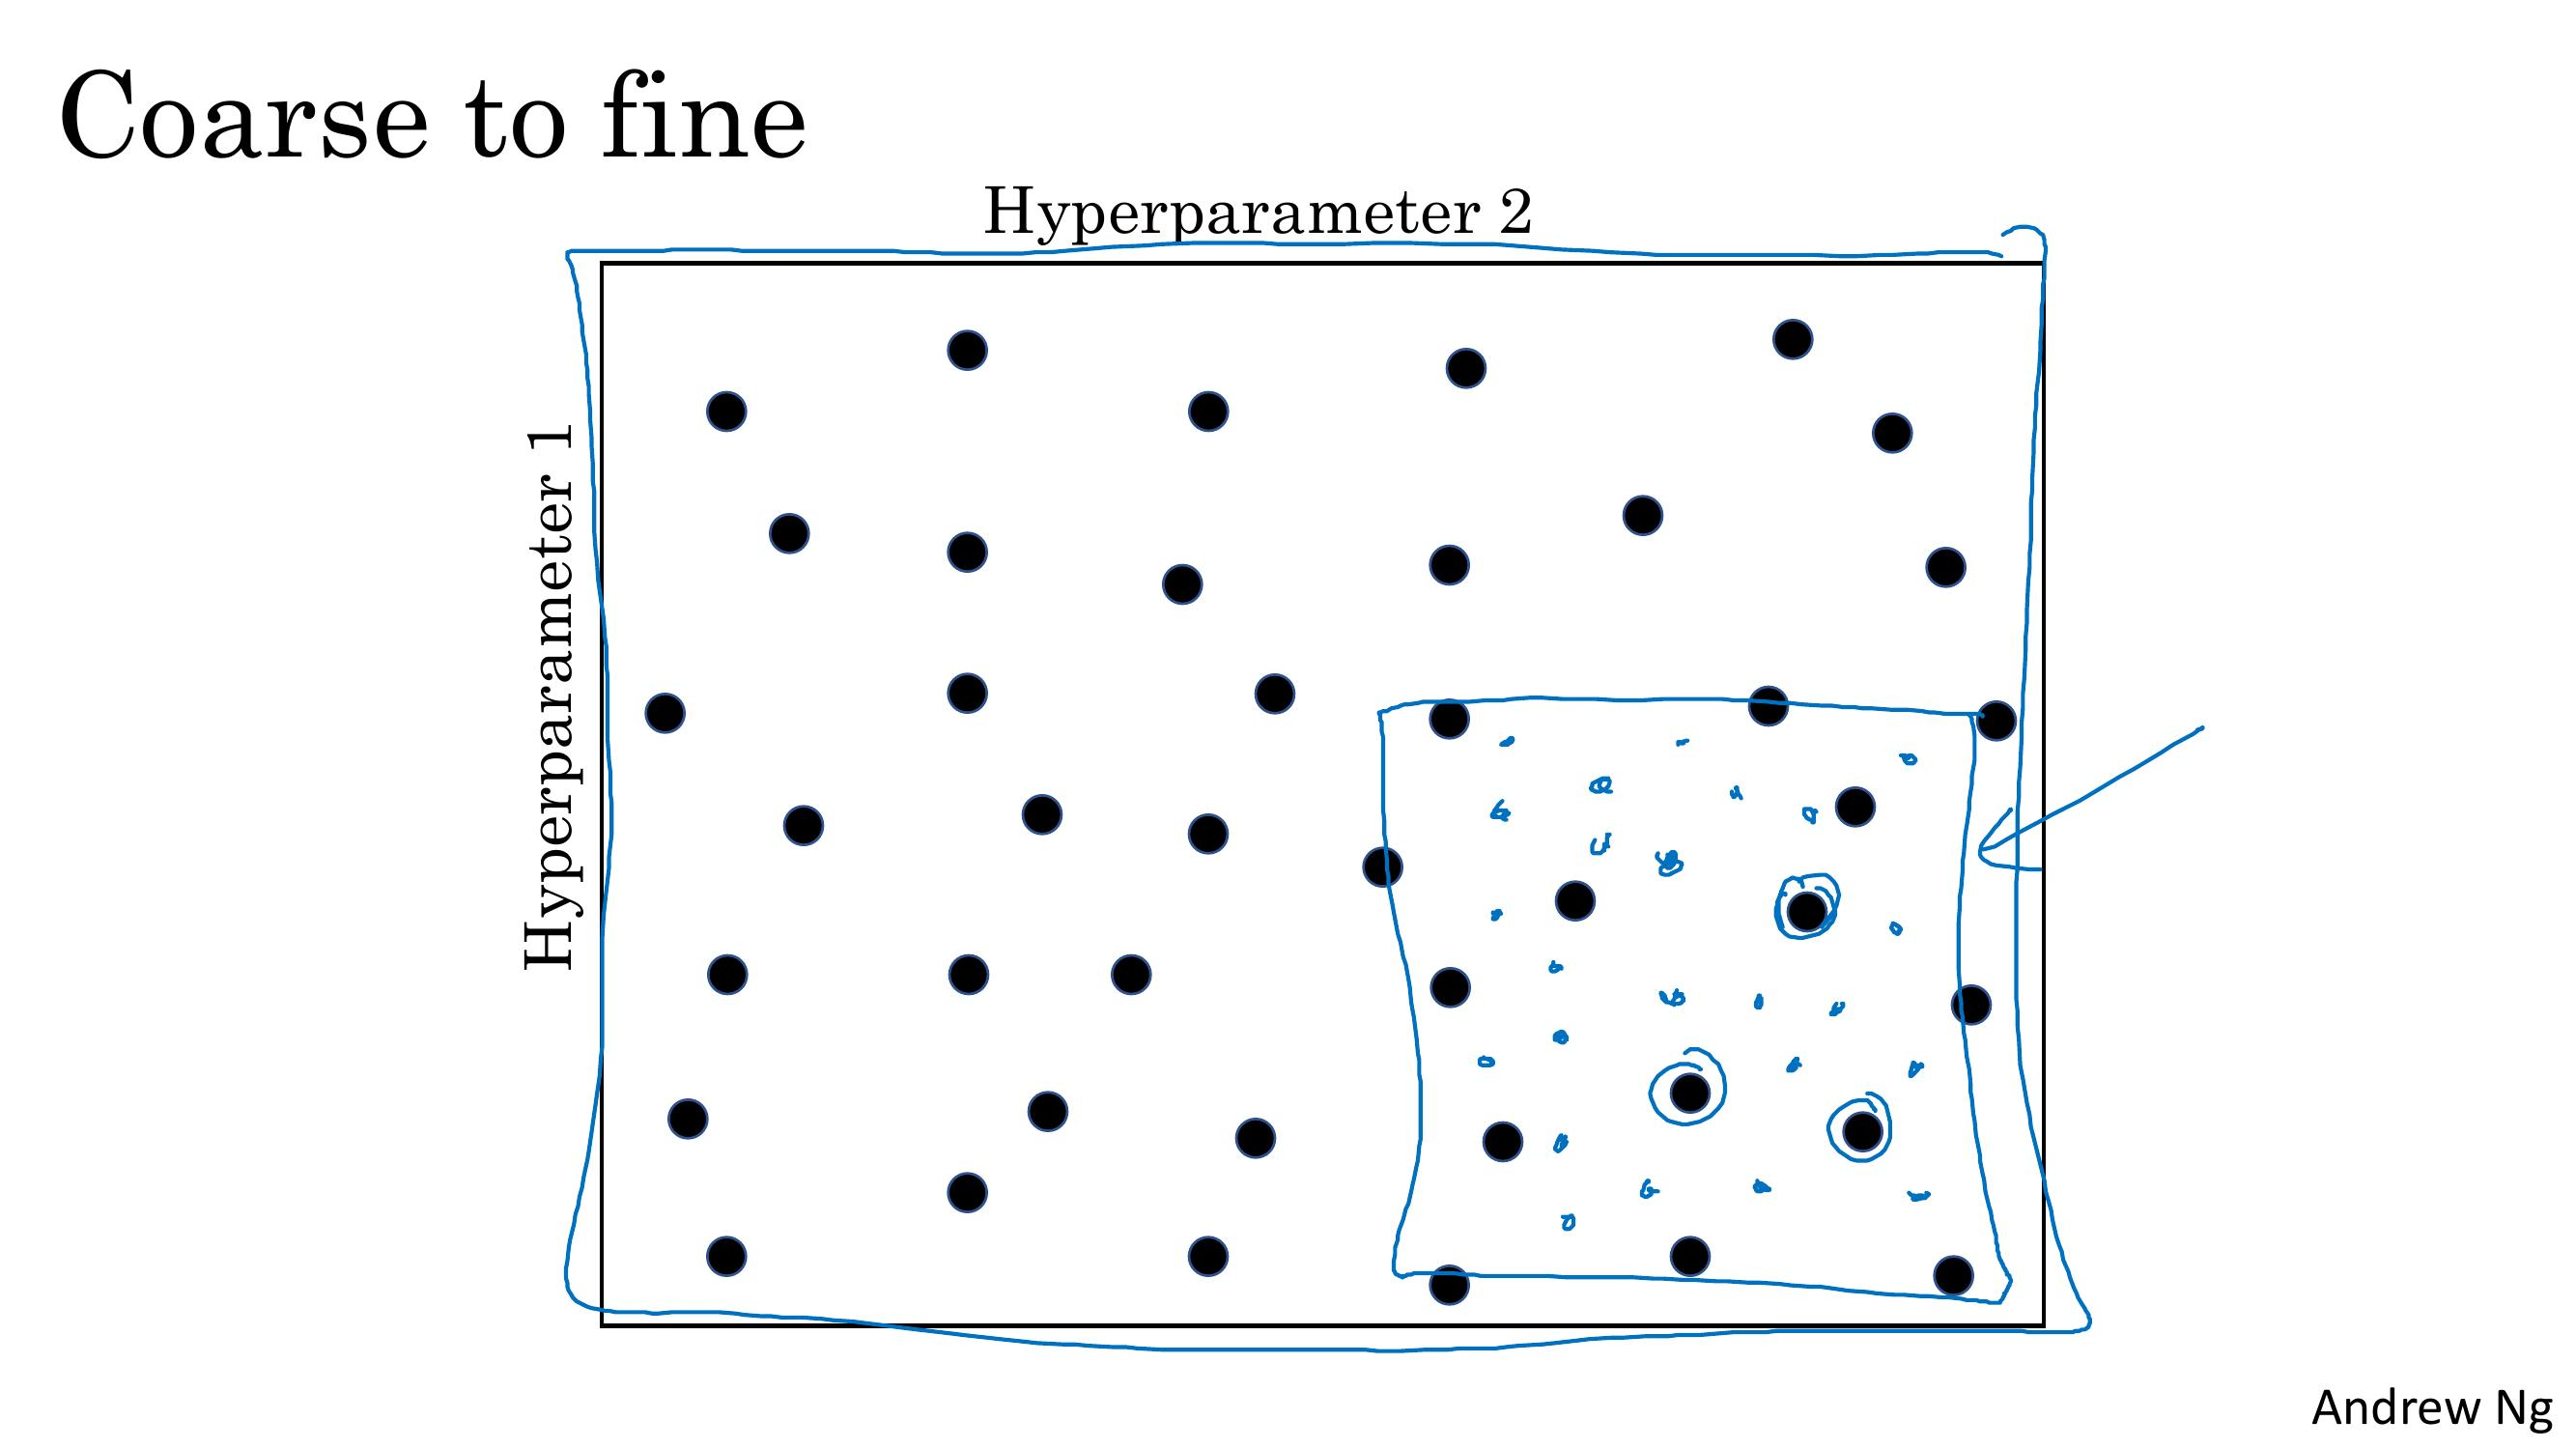 Coarse to fine
Hyperparameter 2
Hyperparameter 1
Andrew Ng